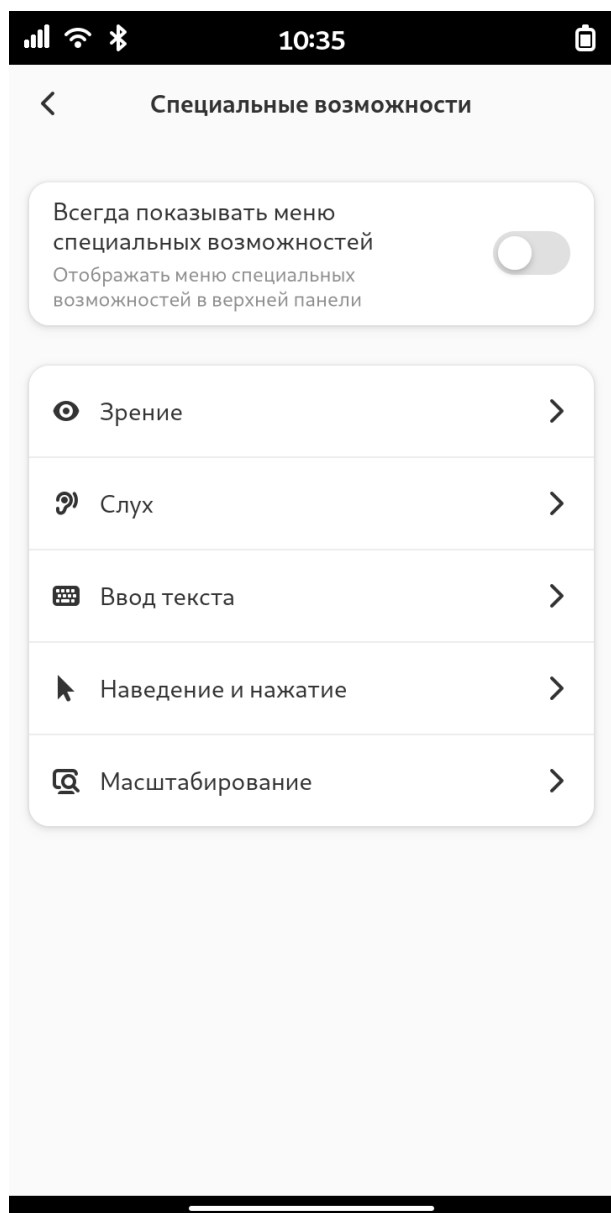 10:35
Специальные возможности
Всегда показывать меню
специальных возможностей
Отображать меню специальных
возможностей в верхней панели
Зрение
Слух
Ввод текста
Наведение и нажатие
Масштабирование